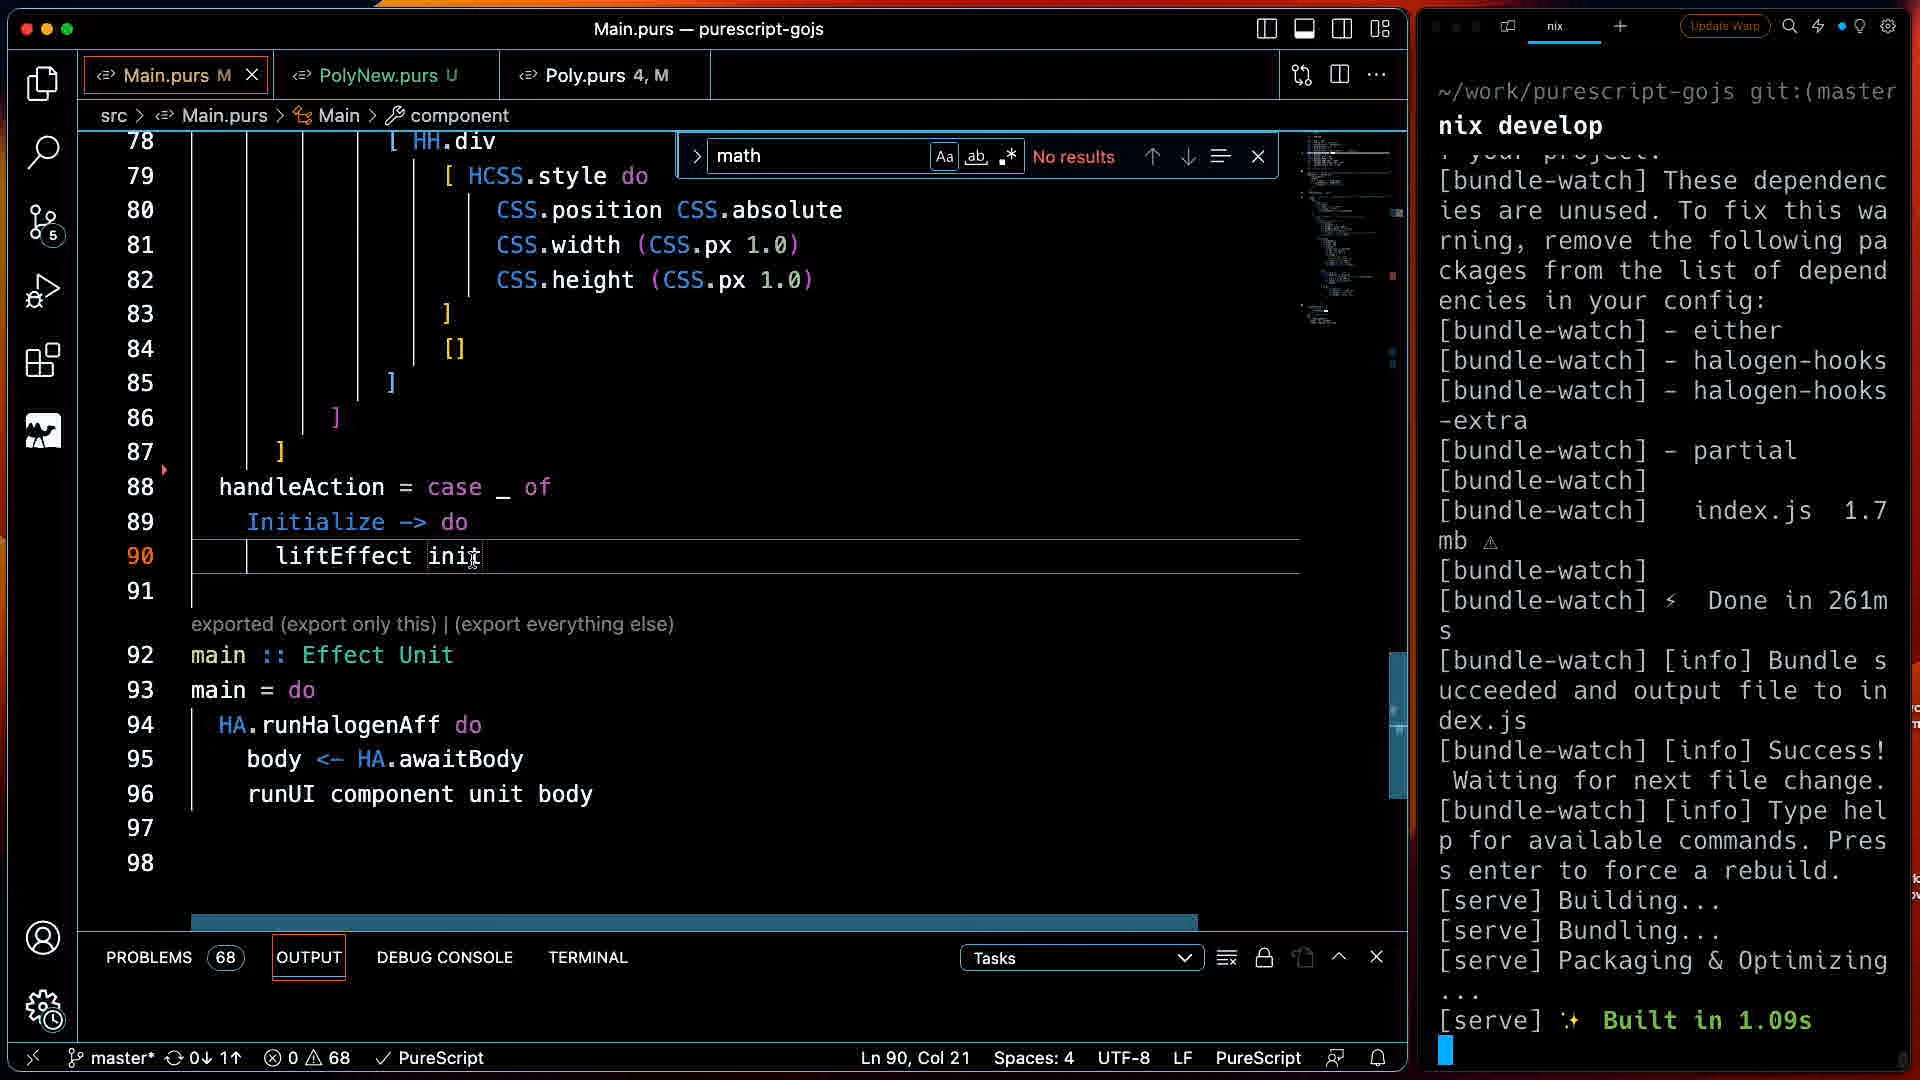 Main.purs — purescript-gojs
Main.purs M
PolyNew.purs U
Poly.purs 4, M
src > Main.purs > Main > component
math
Aa ab .* No results
78 [ HH.div
79 [ HCSS.style do
80 CSS.position CSS.absolute
81 CSS.width (CSS.px 1.0)
82 CSS.height (CSS.px 1.0)
83 ]
84 []
85 ]
86 ]
87 ]
88 handleAction = case _ of
89 Initialize -> do
90 liftEffect init
91
exported (export only this) | (export everything else)
92 main :: Effect Unit
93 main = do
94 HA.runHalogenAff do
95 body <- HA.awaitBody
96 runUI component unit body
97
98
5
PROBLEMS 68 OUTPUT DEBUG CONSOLE TERMINAL
Tasks
master* 0↓ 1↑ 0 68 ✓ PureScript
Ln 90, Col 21 Spaces: 4 UTF-8 LF PureScript
nix
Update Warp
~/work/purescript-gojs git:(master
nix develop
f your project.
[bundle-watch] These dependenc
ies are unused. To fix this wa
rning, remove the following pa
ckages from the list of depend
encies in your config:
[bundle-watch] - either
[bundle-watch] - halogen-hooks
[bundle-watch] - halogen-hooks
-extra
[bundle-watch] - partial
[bundle-watch]
[bundle-watch] index.js 1.7
mb ⚠
[bundle-watch]
[bundle-watch] ⚡ Done in 261m
s
[bundle-watch] [info] Bundle s
ucceeded and output file to in
dex.js
[bundle-watch] [info] Success!
Waiting for next file change.
[bundle-watch] [info] Type hel
p for available commands. Pres
s enter to force a rebuild.
[serve] Building...
[serve] Bundling...
[serve] Packaging & Optimizing
...
[serve] ✨ Built in 1.09s